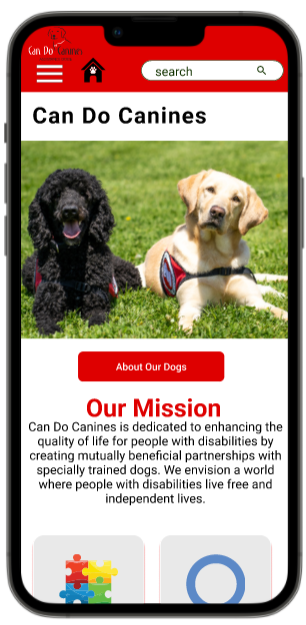 Can Do Canines
search
Can Do Canines
About Our Dogs
Our Mission
Can Do Canines is dedicated to enhancing the
quality of life for people with disabilities by
creating mutually beneficial partnerships with
specially trained dogs. We envision a world
where people with disabilities live free and
independent lives.